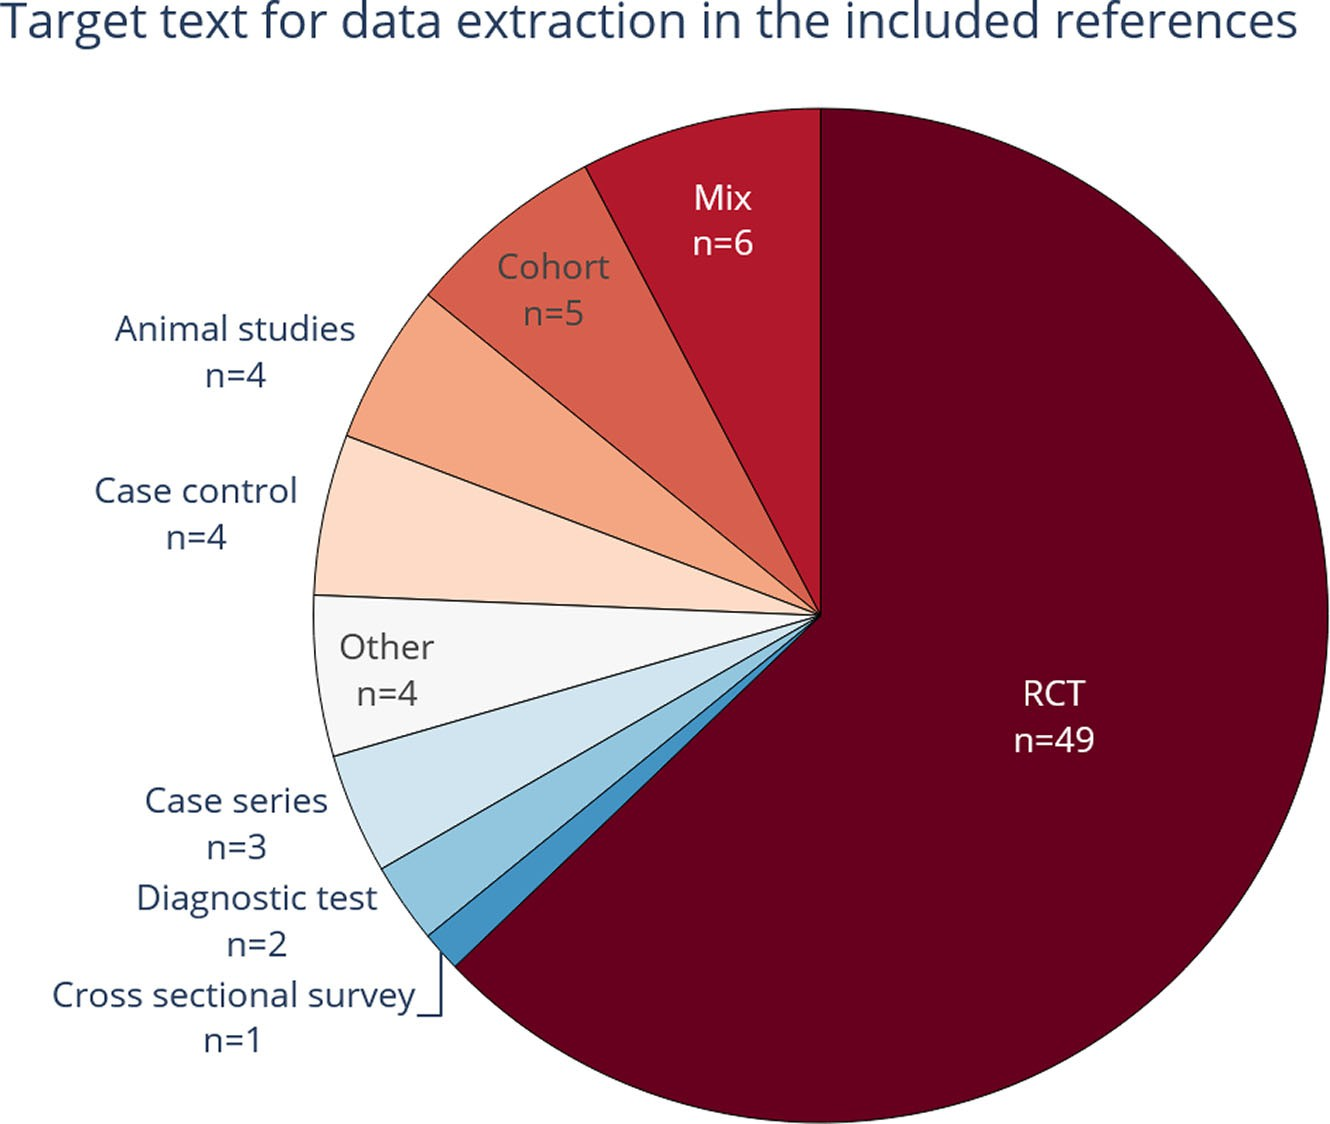 Target text for data extraction in the included references
Mix
n=6
Cohort
n=5
Animal studies
n=4
Case control
n=4
Other
n=4
RCT
n=49
Case series
n=3
Diagnostic test
n=2
Cross sectional survey
n=1